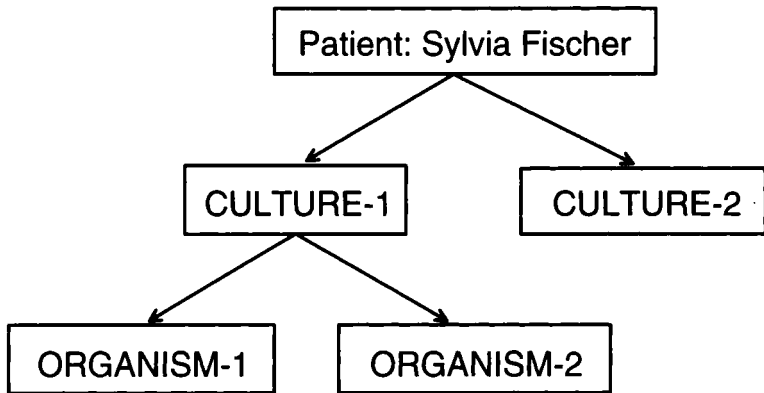 Patient: Sylvia Fischer
CULTURE-1
CULTURE-2
ORGANISM-1
ORGANISM-2